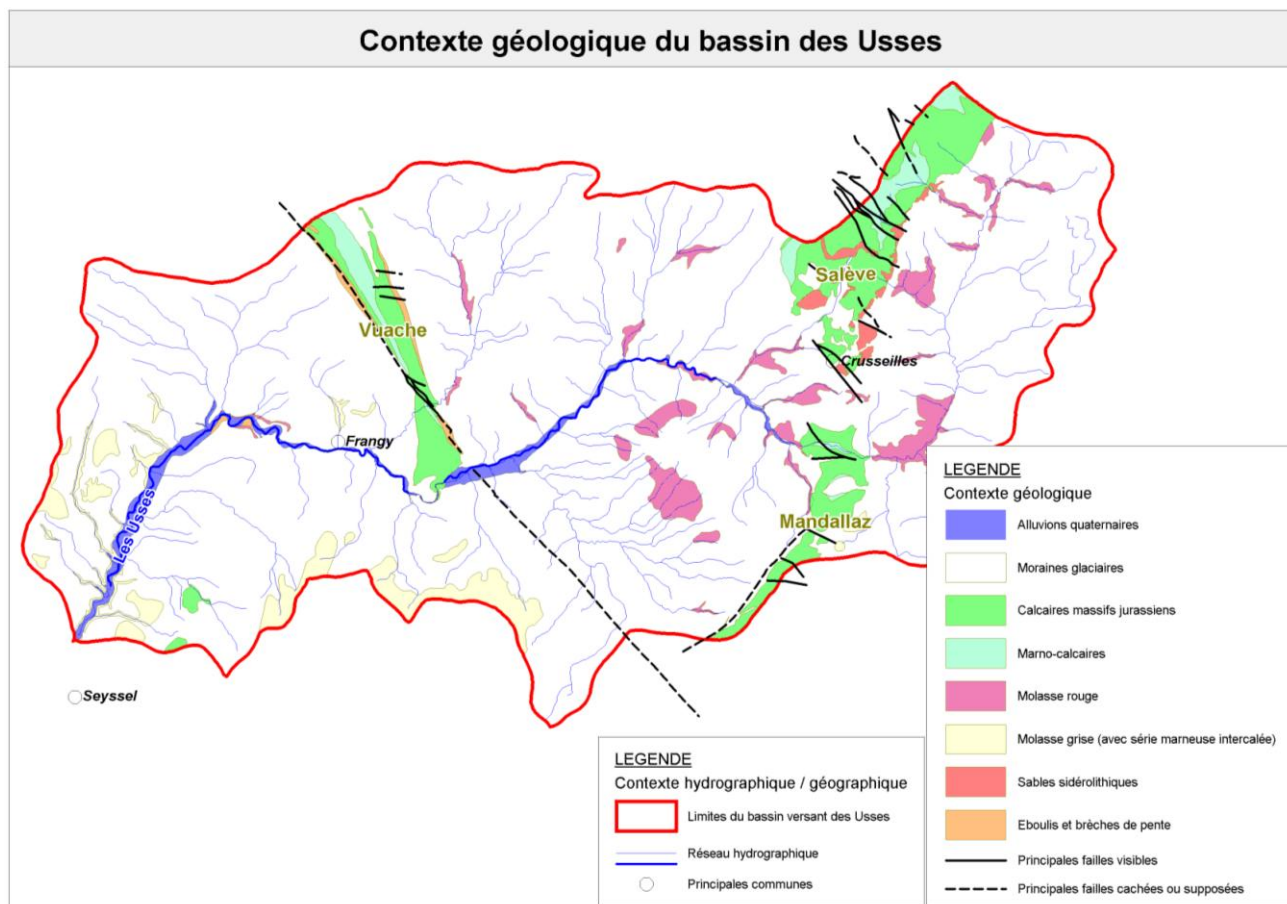 Contexte géologique du bassin des Usses
Salève
Vuache
Crusseilles
Frangy
Les Usses
Mandallaz
Seyssel
LEGENDE
Contexte hydrographique / géographique
Limites du bassin versant des Usses
Réseau hydrographique
Principales communes
LEGENDE
Contexte géologique
Alluvions quaternaires
Moraines glaciaires
Calcaires massifs jurassiens
Marno-calcaires
Molasse rouge
Molasse grise (avec série marneuse intercalée)
Sables sidérolithiques
Eboulis et brèches de pente
Principales failles visibles
Principales failles cachées ou supposées